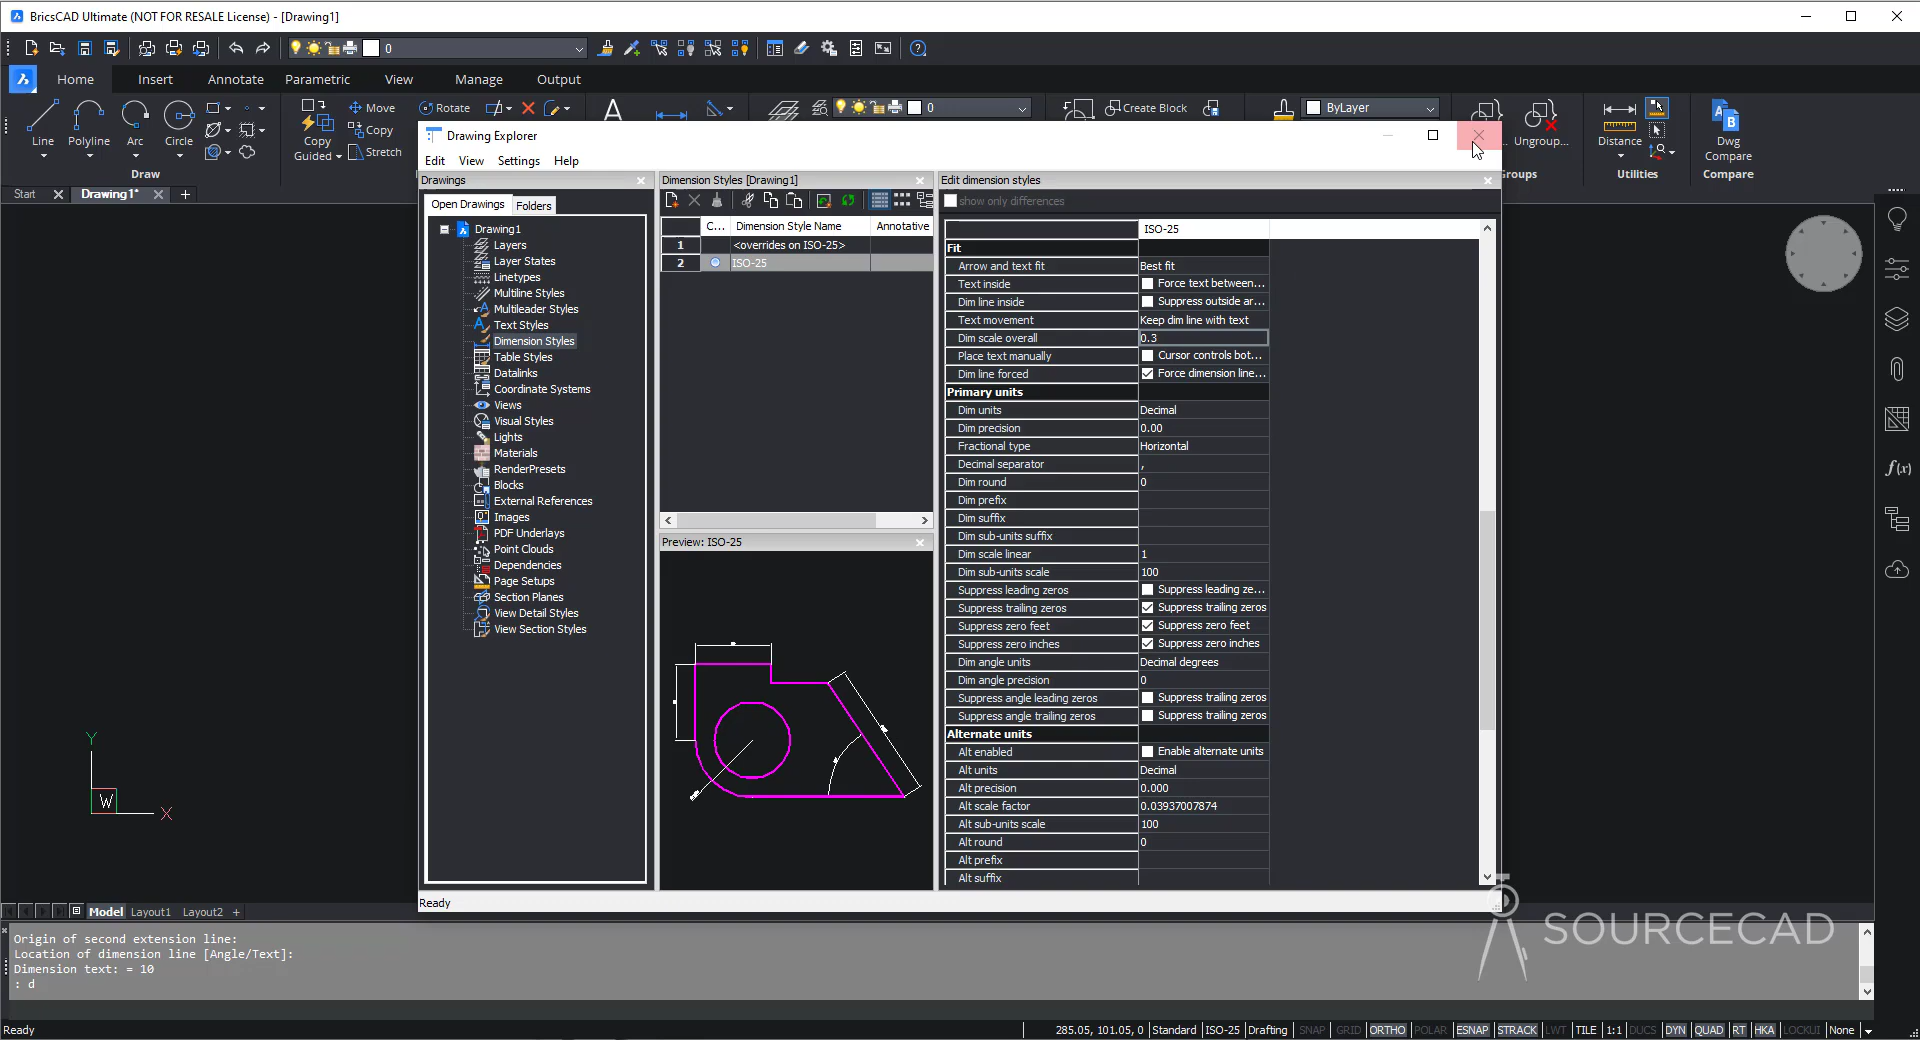 BricsCAD Ultimate (NOT FOR RESALE License) - [Drawing1]
0
Home Insert Annotate Parametric View Manage Output
Line Polyline Arc Circle
Draw
Copy
Guided
Move
Copy
Stretch
Rotate
A
0
Create Block
ByLayer
Ungroup...
Groups
Distance
Utilities
Dwg
Compare
Compare
Start Drawing1*
Drawing Explorer
Edit View Settings Help
Drawings
Open Drawings Folders
Drawing1
Layers
Layer States
Linetypes
Multiline Styles
Multileader Styles
Text Styles
Dimension Styles
Table Styles
Datalinks
Coordinate Systems
Views
Visual Styles
Lights
Materials
RenderPresets
Blocks
External References
Images
PDF Underlays
Point Clouds
Dependencies
Page Setups
Section Planes
View Detail Styles
View Section Styles
Dimension Styles [Drawing1]
C... Dimension Style Name Annotative
1 <overrides on ISO-25>
2 ISO-25
Preview: ISO-25
Edit dimension styles
show only differences
ISO-25
Fit
Arrow and text fit Best fit
Text inside Force text between...
Dim line inside Suppress outside ar...
Text movement Keep dim line with text
Dim scale overall 0.3
Place text manually Cursor controls bot...
Dim line forced Force dimension line...
Primary units
Dim units Decimal
Dim precision 0.00
Fractional type Horizontal
Decimal separator ,
Dim round 0
Dim prefix
Dim suffix
Dim sub-units suffix
Dim scale linear 1
Dim sub-units scale 100
Suppress leading zeros Suppress leading ze...
Suppress trailing zeros Suppress trailing zeros
Suppress zero feet Suppress zero feet
Suppress zero inches Suppress zero inches
Dim angle units Decimal degrees
Dim angle precision 0
Suppress angle leading zeros Suppress trailing zeros
Suppress angle trailing zeros Suppress trailing zeros
Alternate units
Alt enabled Enable alternate units
Alt units Decimal
Alt precision 0.000
Alt scale factor 0.03937007874
Alt sub-units scale 100
Alt round 0
Alt prefix
Alt suffix
Ready
f(x)
Y
W
X
Model Layout1 Layout2 +
Origin of second extension line:
Location of dimension line [Angle/Text]:
Dimension text: = 10
: d
SOURCECAD
Ready
285.05, 101.05, 0 Standard ISO-25 Drafting SNAP GRID ORTHO POLAR ESNAP STRACK LWT TILE 1:1 DUCS DYN QUAD RT HKA LOCKUI None